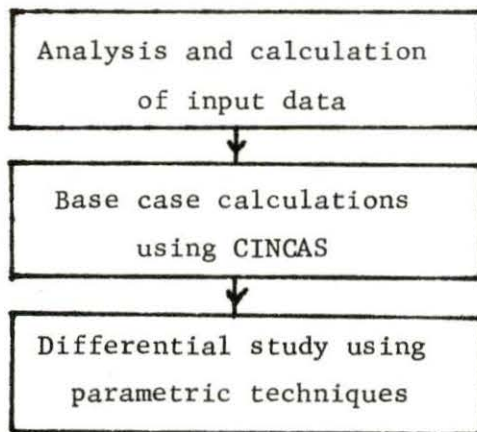 Analysis and calculation
of input data
Base case calculations
using CINCAS
Differential study using
parametric techniques